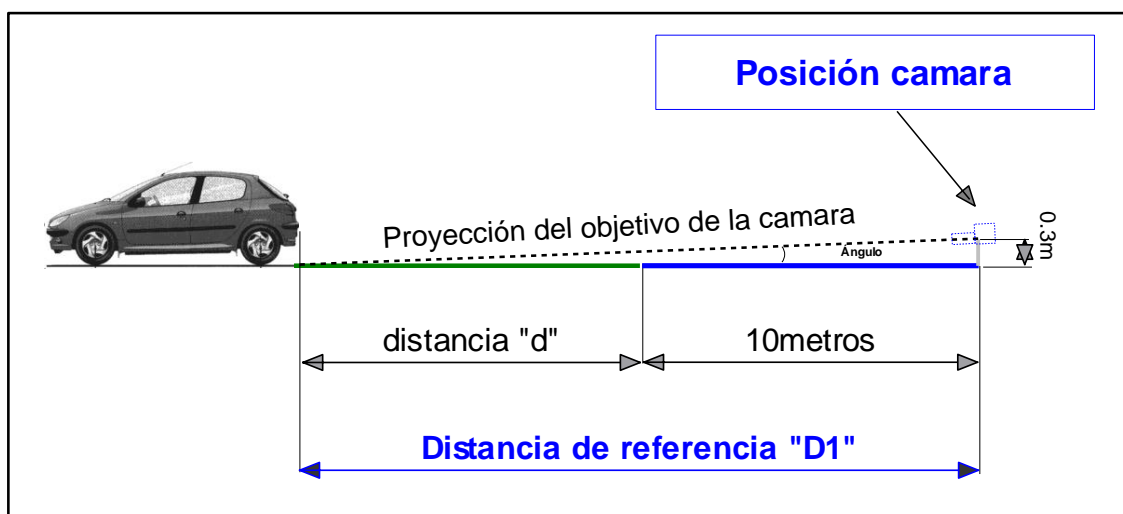 Posición camara
Proyección del objetivo de la camara
0.3m
Ángulo
distancia "d"
10metros
Distancia de referencia "D1"